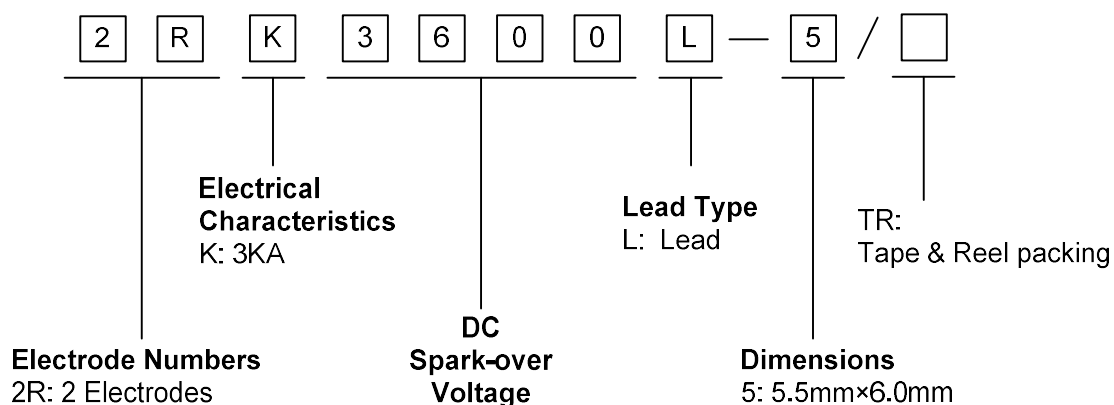 2 R K 3 6 0 0 L — 5 /
Electrical
Characteristics
K: 3KA
Lead Type
L: Lead
TR:
Tape & Reel packing
Electrode Numbers
2R: 2 Electrodes
DC
Spark-over
Voltage
Dimensions
5: 5.5mm×6.0mm